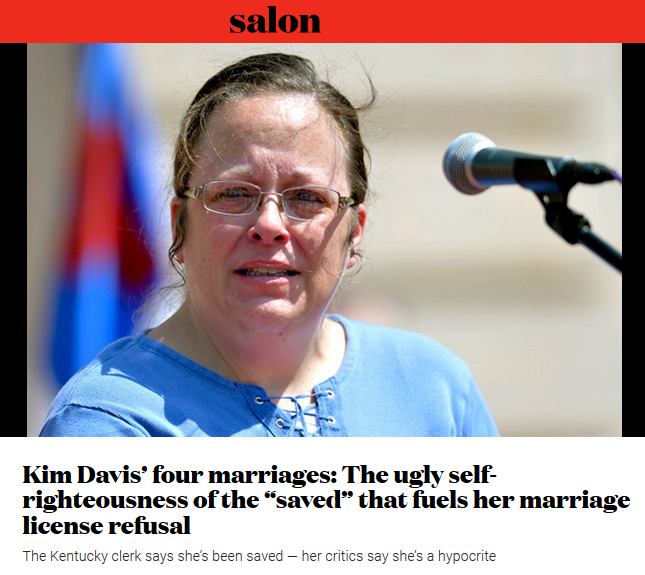 salon
Kim Davis’ four marriages: The ugly self-
righteousness of the “saved” that fuels her marriage
license refusal
The Kentucky clerk says she’s been saved — her critics say she’s a hypocrite